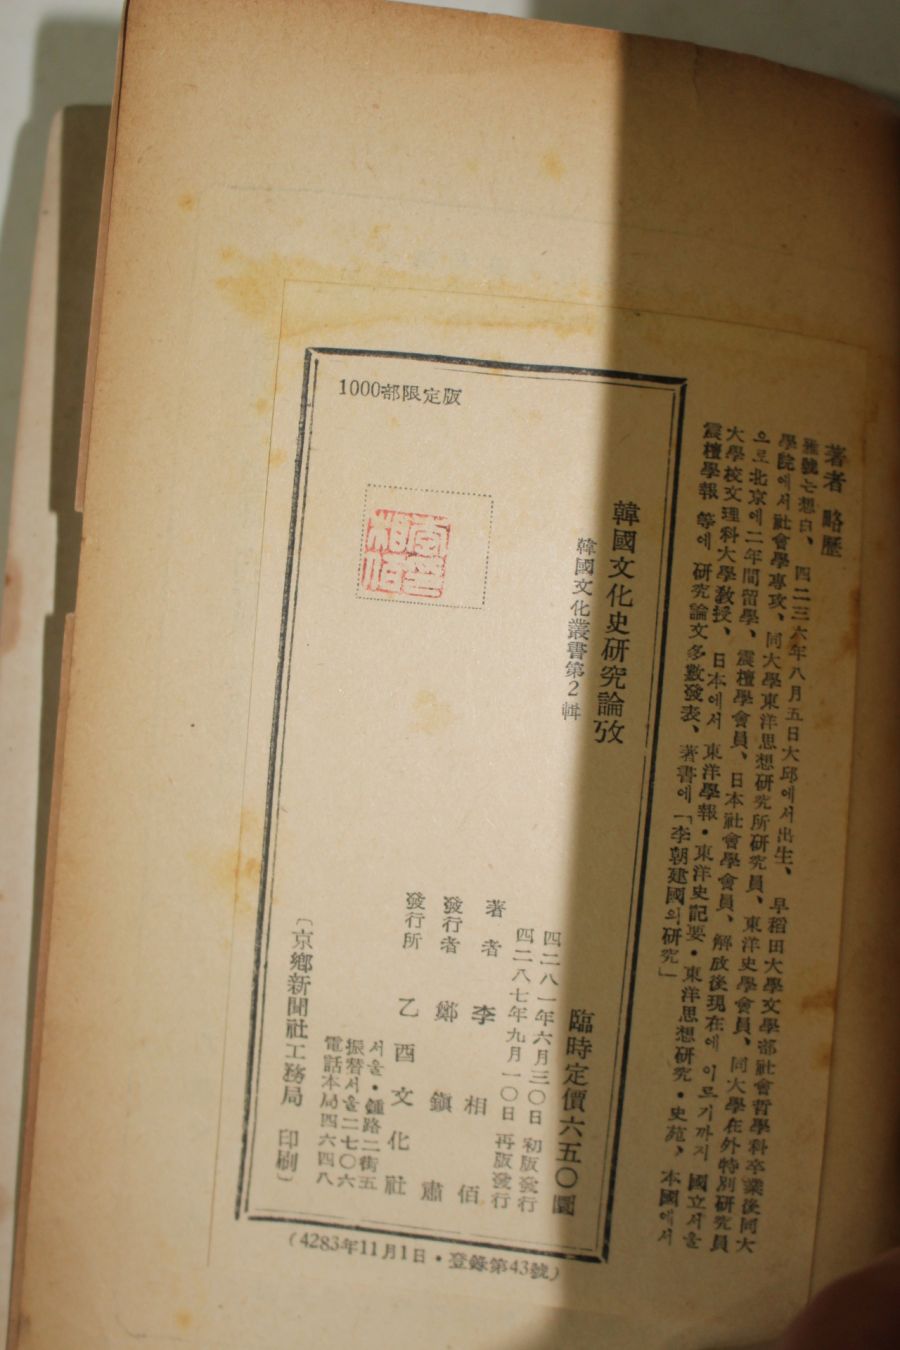 著者 略歷
雅號는想白、四二三六年八月五日大邱에서出生、早稻田大學文學部社會哲學科卒業後同大
學院에서社會學專攻、同大學東洋思想研究所研究員、東洋史學會員、同大學在外特別研究員
으로北京에二年間留學、震檀學會員、日本社會學會員、解放後現在에 이르기까지 國立서울
大學校文理科大學敎授、日本에서 東洋學報・東洋史記要・東洋思想研究・史苑、本國에서
震檀學報 等에 研究論文多數發表、著書에「李朝建國의研究」
韓國文化史研究論攷
韓國文化叢書第2輯
1000部限定版
李相佰
臨時定價六五〇圜
四二八一年六月三〇日 初版發行
四二八七年九月一〇日 再版發行
著者 李相佰
發行者 鄭鎭肅
發行所 乙酉文化社
서울・鍾路二街五
振替서울二七〇六
電話本局四六四八
〔京鄕新聞社工務局 印刷〕
(4283年11月1日・登錄第43號)